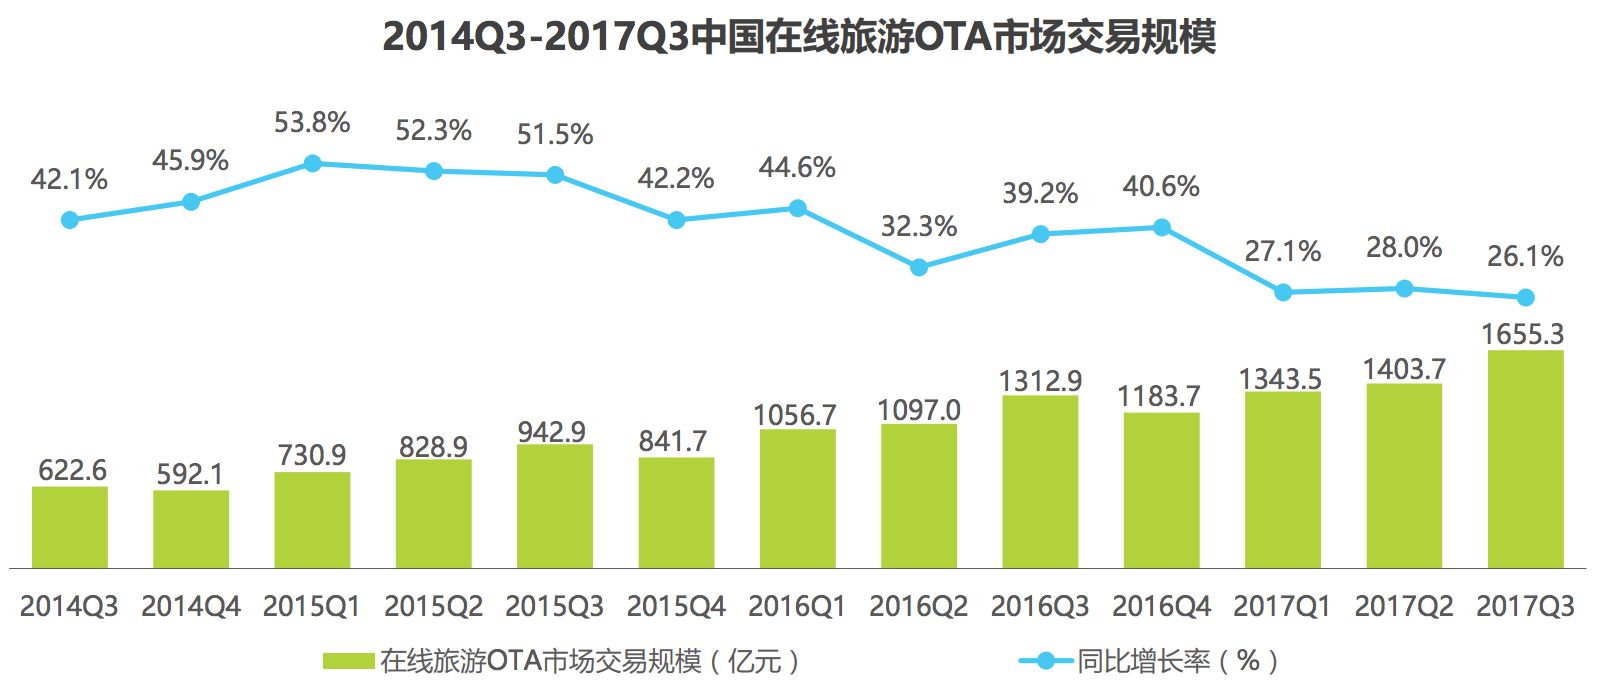 2014Q3-2017Q3中国在线旅游OTA市场交易规模
42.1% 45.9% 53.8% 52.3% 51.5% 42.2% 44.6% 32.3% 39.2% 40.6% 27.1% 28.0% 26.1%
622.6 592.1 730.9 828.9 942.9 841.7 1056.7 1097.0 1312.9 1183.7 1343.5 1403.7 1655.3
2014Q3 2014Q4 2015Q1 2015Q2 2015Q3 2015Q4 2016Q1 2016Q2 2016Q3 2016Q4 2017Q1 2017Q2 2017Q3
在线旅游OTA市场交易规模（亿元） 同比增长率（%）